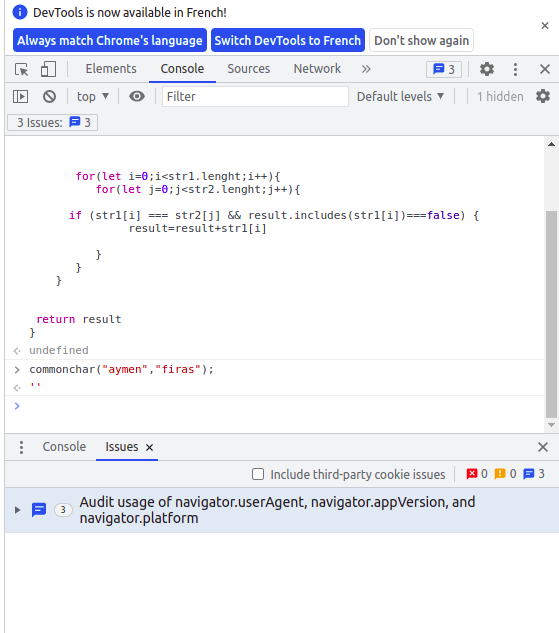 DevTools is now available in French!
Always match Chrome's language Switch DevTools to French Don't show again
Elements Console Sources Network 3
top Filter Default levels 1 hidden
3 Issues: 3
for(let i=0;i<str1.lenght;i++){
for(let j=0;j<str2.lenght;j++){
if (str1[i] === str2[j] && result.includes(str1[i])===false) {
result=result+str1[i]
}
}
}
return result
}
undefined
commonchar("aymen","firas");
''
Console Issues
Include third-party cookie issues 0 0 3
3 Audit usage of navigator.userAgent, navigator.appVersion, and
navigator.platform